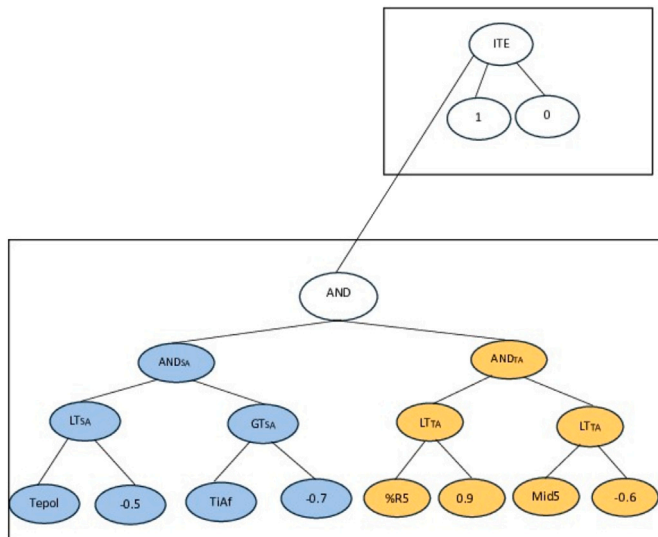 ITE
1
0
AND
ANDSA
ANDTA
LTSA
GTSA
LTTA
LTTA
Tepol
-0.5
TiAf
-0.7
%R5
0.9
Mid5
-0.6